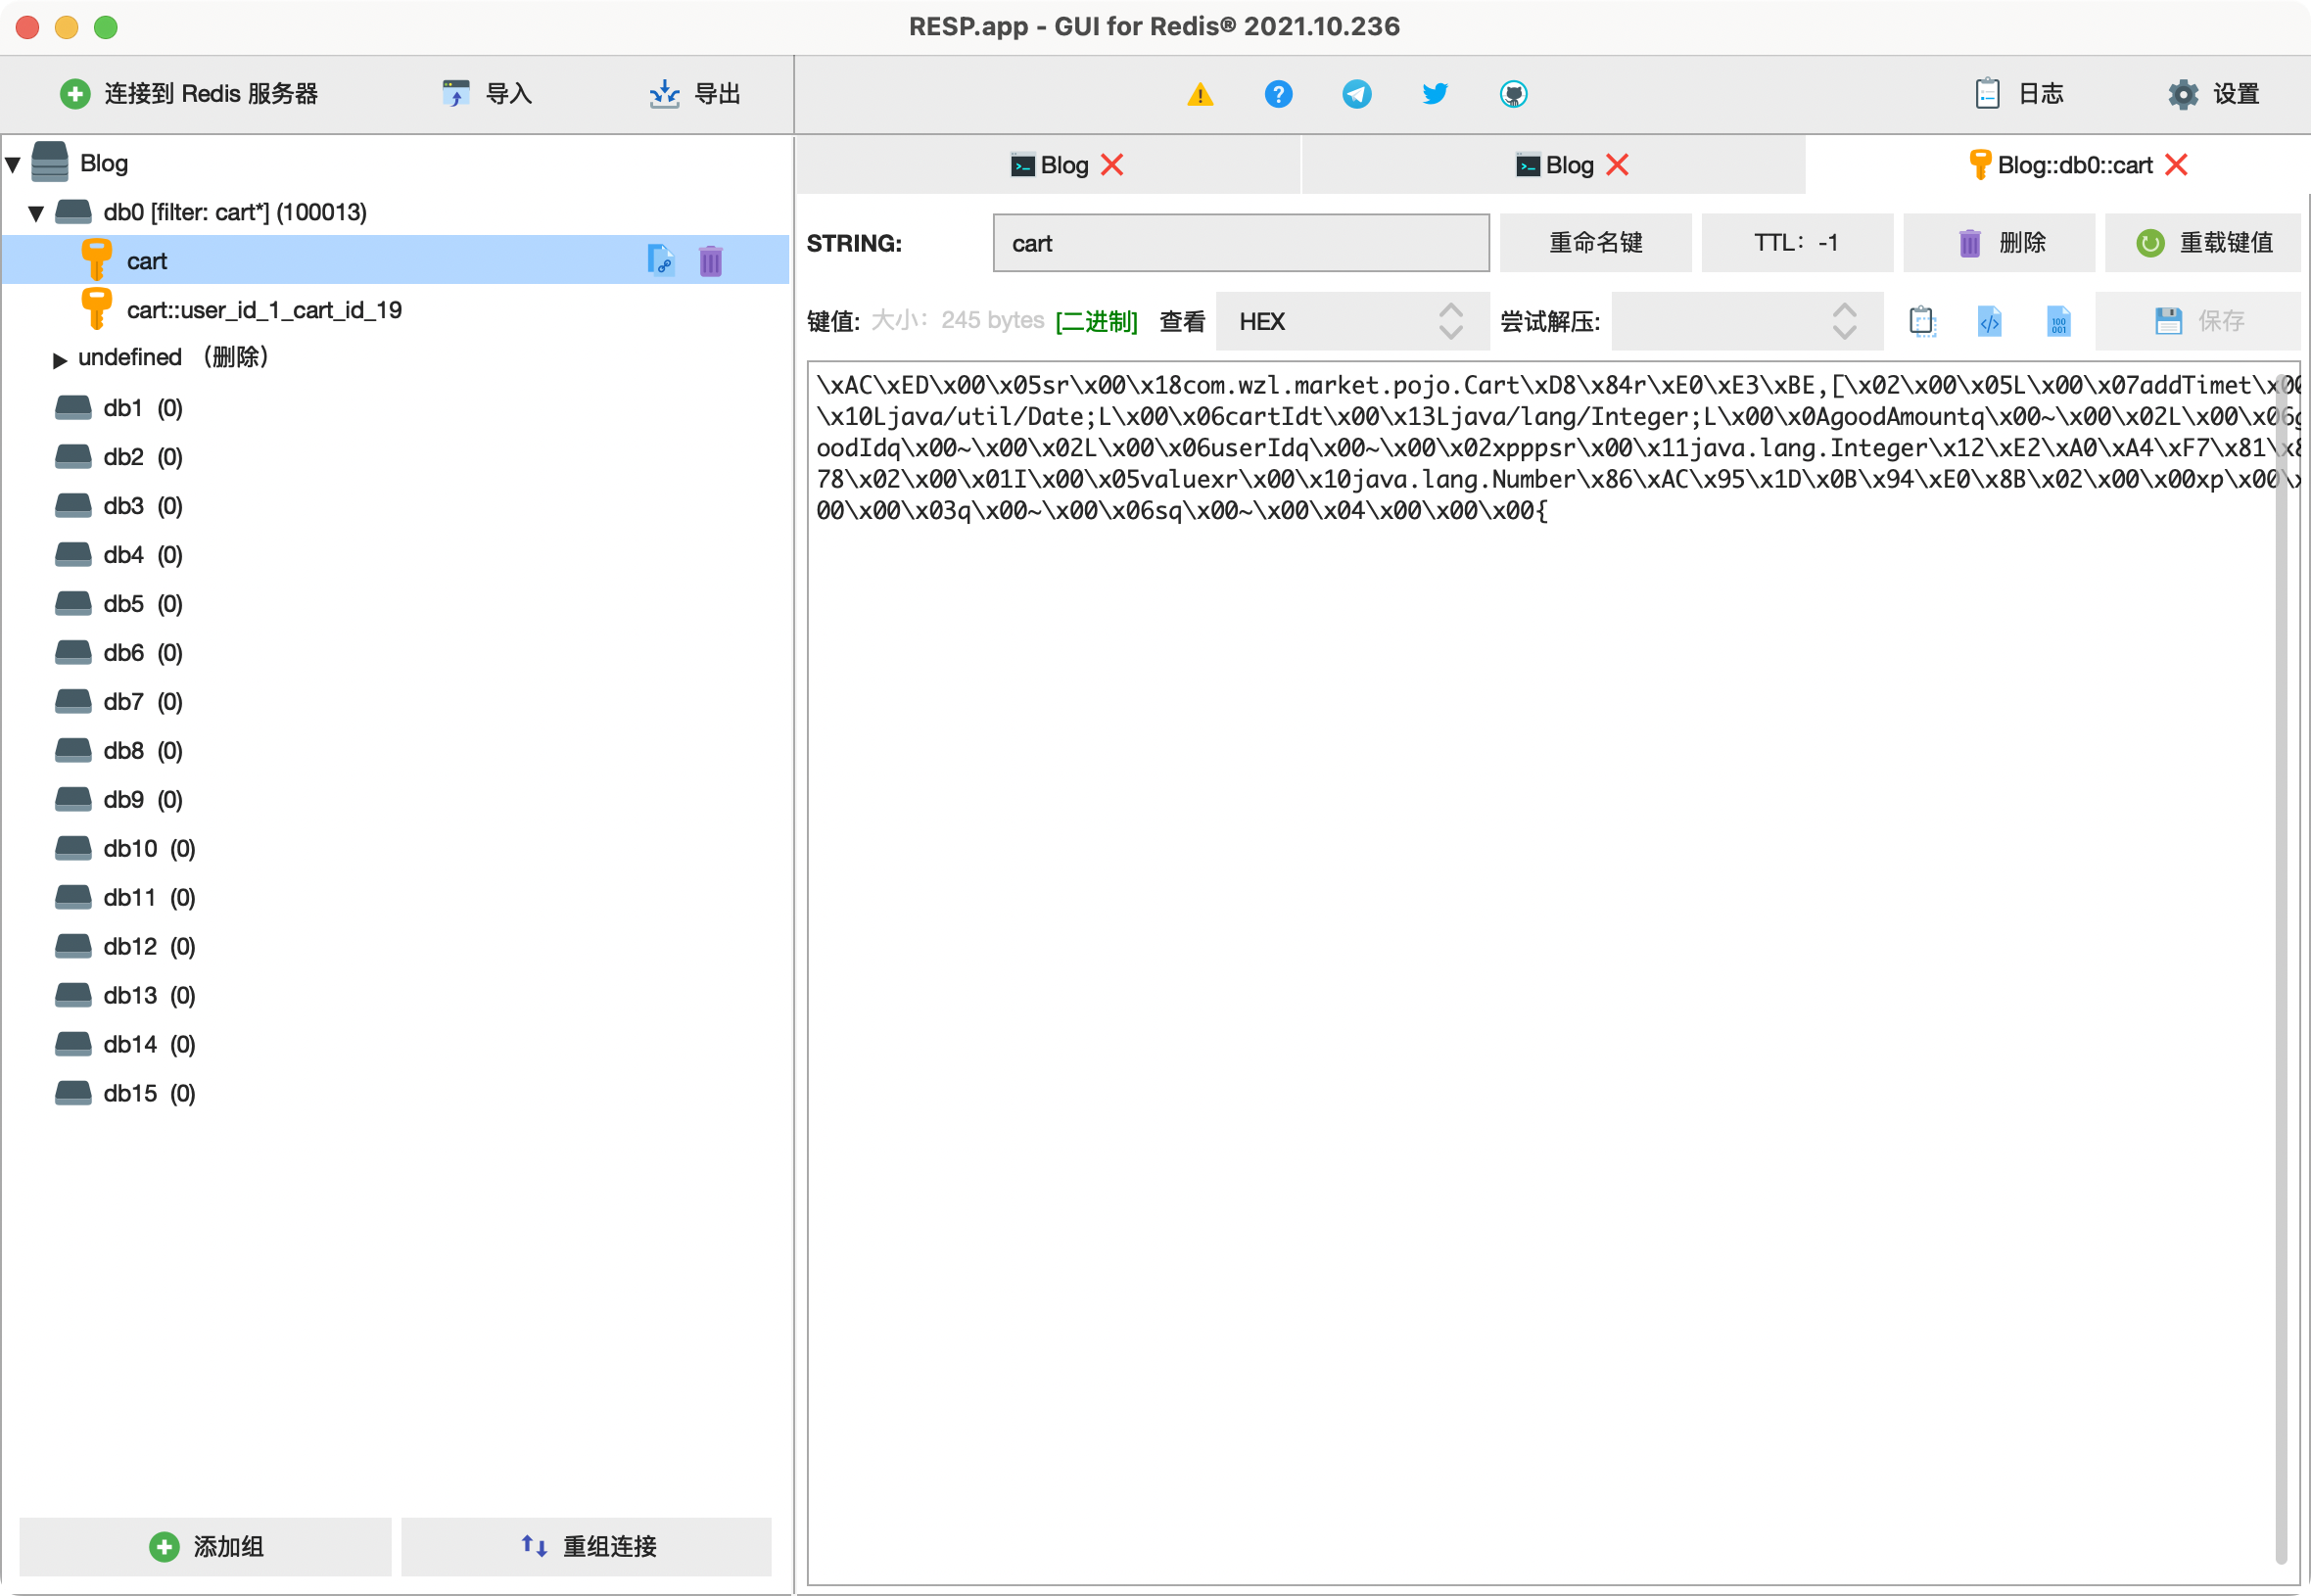 RESP.app - GUI for Redis® 2021.10.236
连接到 Redis 服务器 导入 导出 日志 设置
Blog
db0 [filter: cart*] (100013)
cart
cart::user_id_1_cart_id_19
undefined （删除）
db1 (0)
db2 (0)
db3 (0)
db4 (0)
db5 (0)
db6 (0)
db7 (0)
db8 (0)
db9 (0)
db10 (0)
db11 (0)
db12 (0)
db13 (0)
db14 (0)
db15 (0)
添加组 重组连接
Blog Blog Blog::db0::cart
STRING: cart 重命名键 TTL: -1 删除 重载键值
键值: 大小: 245 bytes [二进制] 查看 HEX 尝试解压: 保存
\xAC\xED\x00\x05sr\x00\x18com.wzl.market.pojo.Cart\xD8\x84r\xE0\xE3\xBE,[\x02\x00\x05L\x00\x07addTimet\x00
\x10Ljava/util/Date;L\x00\x06cartIdt\x00\x13Ljava/lang/Integer;L\x00\x0AgoodAmountq\x00~\x00\x02L\x00\x06g
oodIdq\x00~\x00\x02L\x00\x06userIdq\x00~\x00\x02xpppsr\x00\x11java.lang.Integer\x12\xE2\xA0\xA4\xF7\x81\x8
78\x02\x00\x01I\x00\x05valuexr\x00\x10java.lang.Number\x86\xAC\x95\x1D\x0B\x94\xE0\x8B\x02\x00\x00xp\x00\x
00\x00\x03q\x00~\x00\x06sq\x00~\x00\x04\x00\x00\x00{